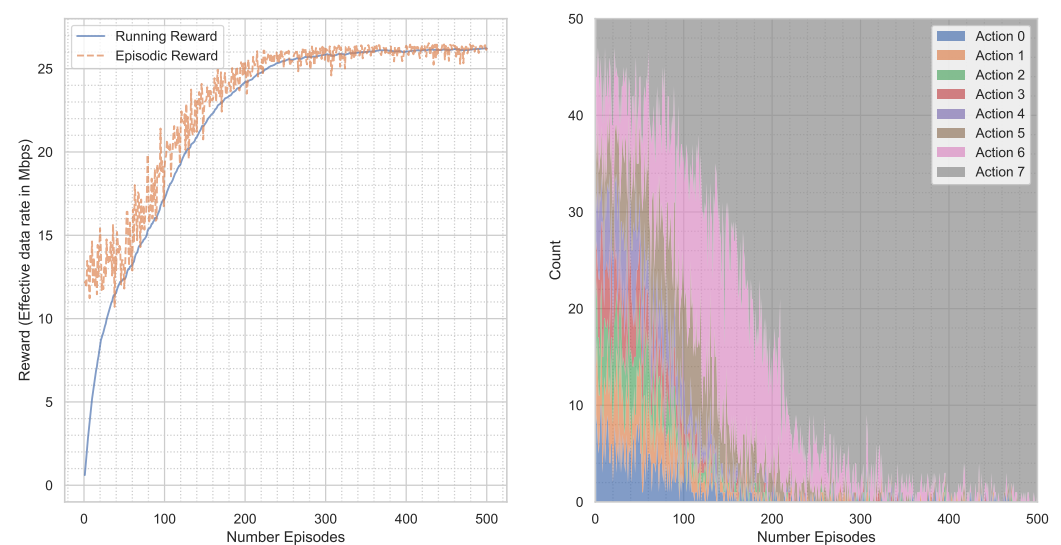 Running Reward
Episodic Reward
Reward (Effective data rate in Mbps)
25
20
15
10
5
0
0 100 200 300 400 500
Number Episodes
Action 0
Action 1
Action 2
Action 3
Action 4
Action 5
Action 6
Action 7
Count
50
40
30
20
10
0
0 100 200 300 400 500
Number Episodes